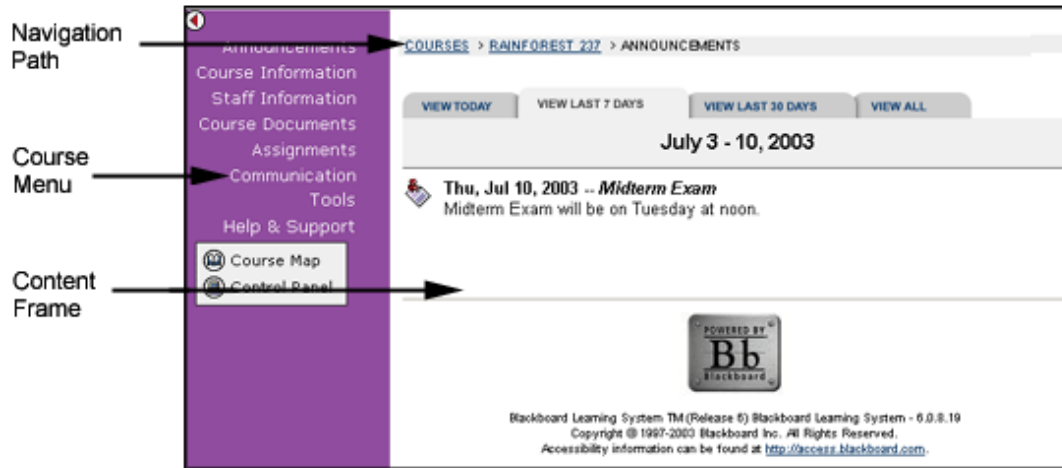 Navigation
Path
Course
Menu
Content
Frame
Announcements
Course Information
Staff Information
Course Documents
Assignments
Communication
Tools
Help & Support
Course Map
Control Panel
COURSES > RAINFOREST 237 > ANNOUNCEMENTS
VIEW TODAY VIEW LAST 7 DAYS VIEW LAST 30 DAYS VIEW ALL
July 3 - 10, 2003
Thu, Jul 10, 2003 -- Midterm Exam
Midterm Exam will be on Tuesday at noon.
POWERED BY
Bb
Blackboard
Blackboard Learning System TM (Release 6) Blackboard Learning System - 6.0.8.19
Copyright © 1997-2003 Blackboard Inc. All Rights Reserved.
Accessibility information can be found at http://access.blackboard.com.